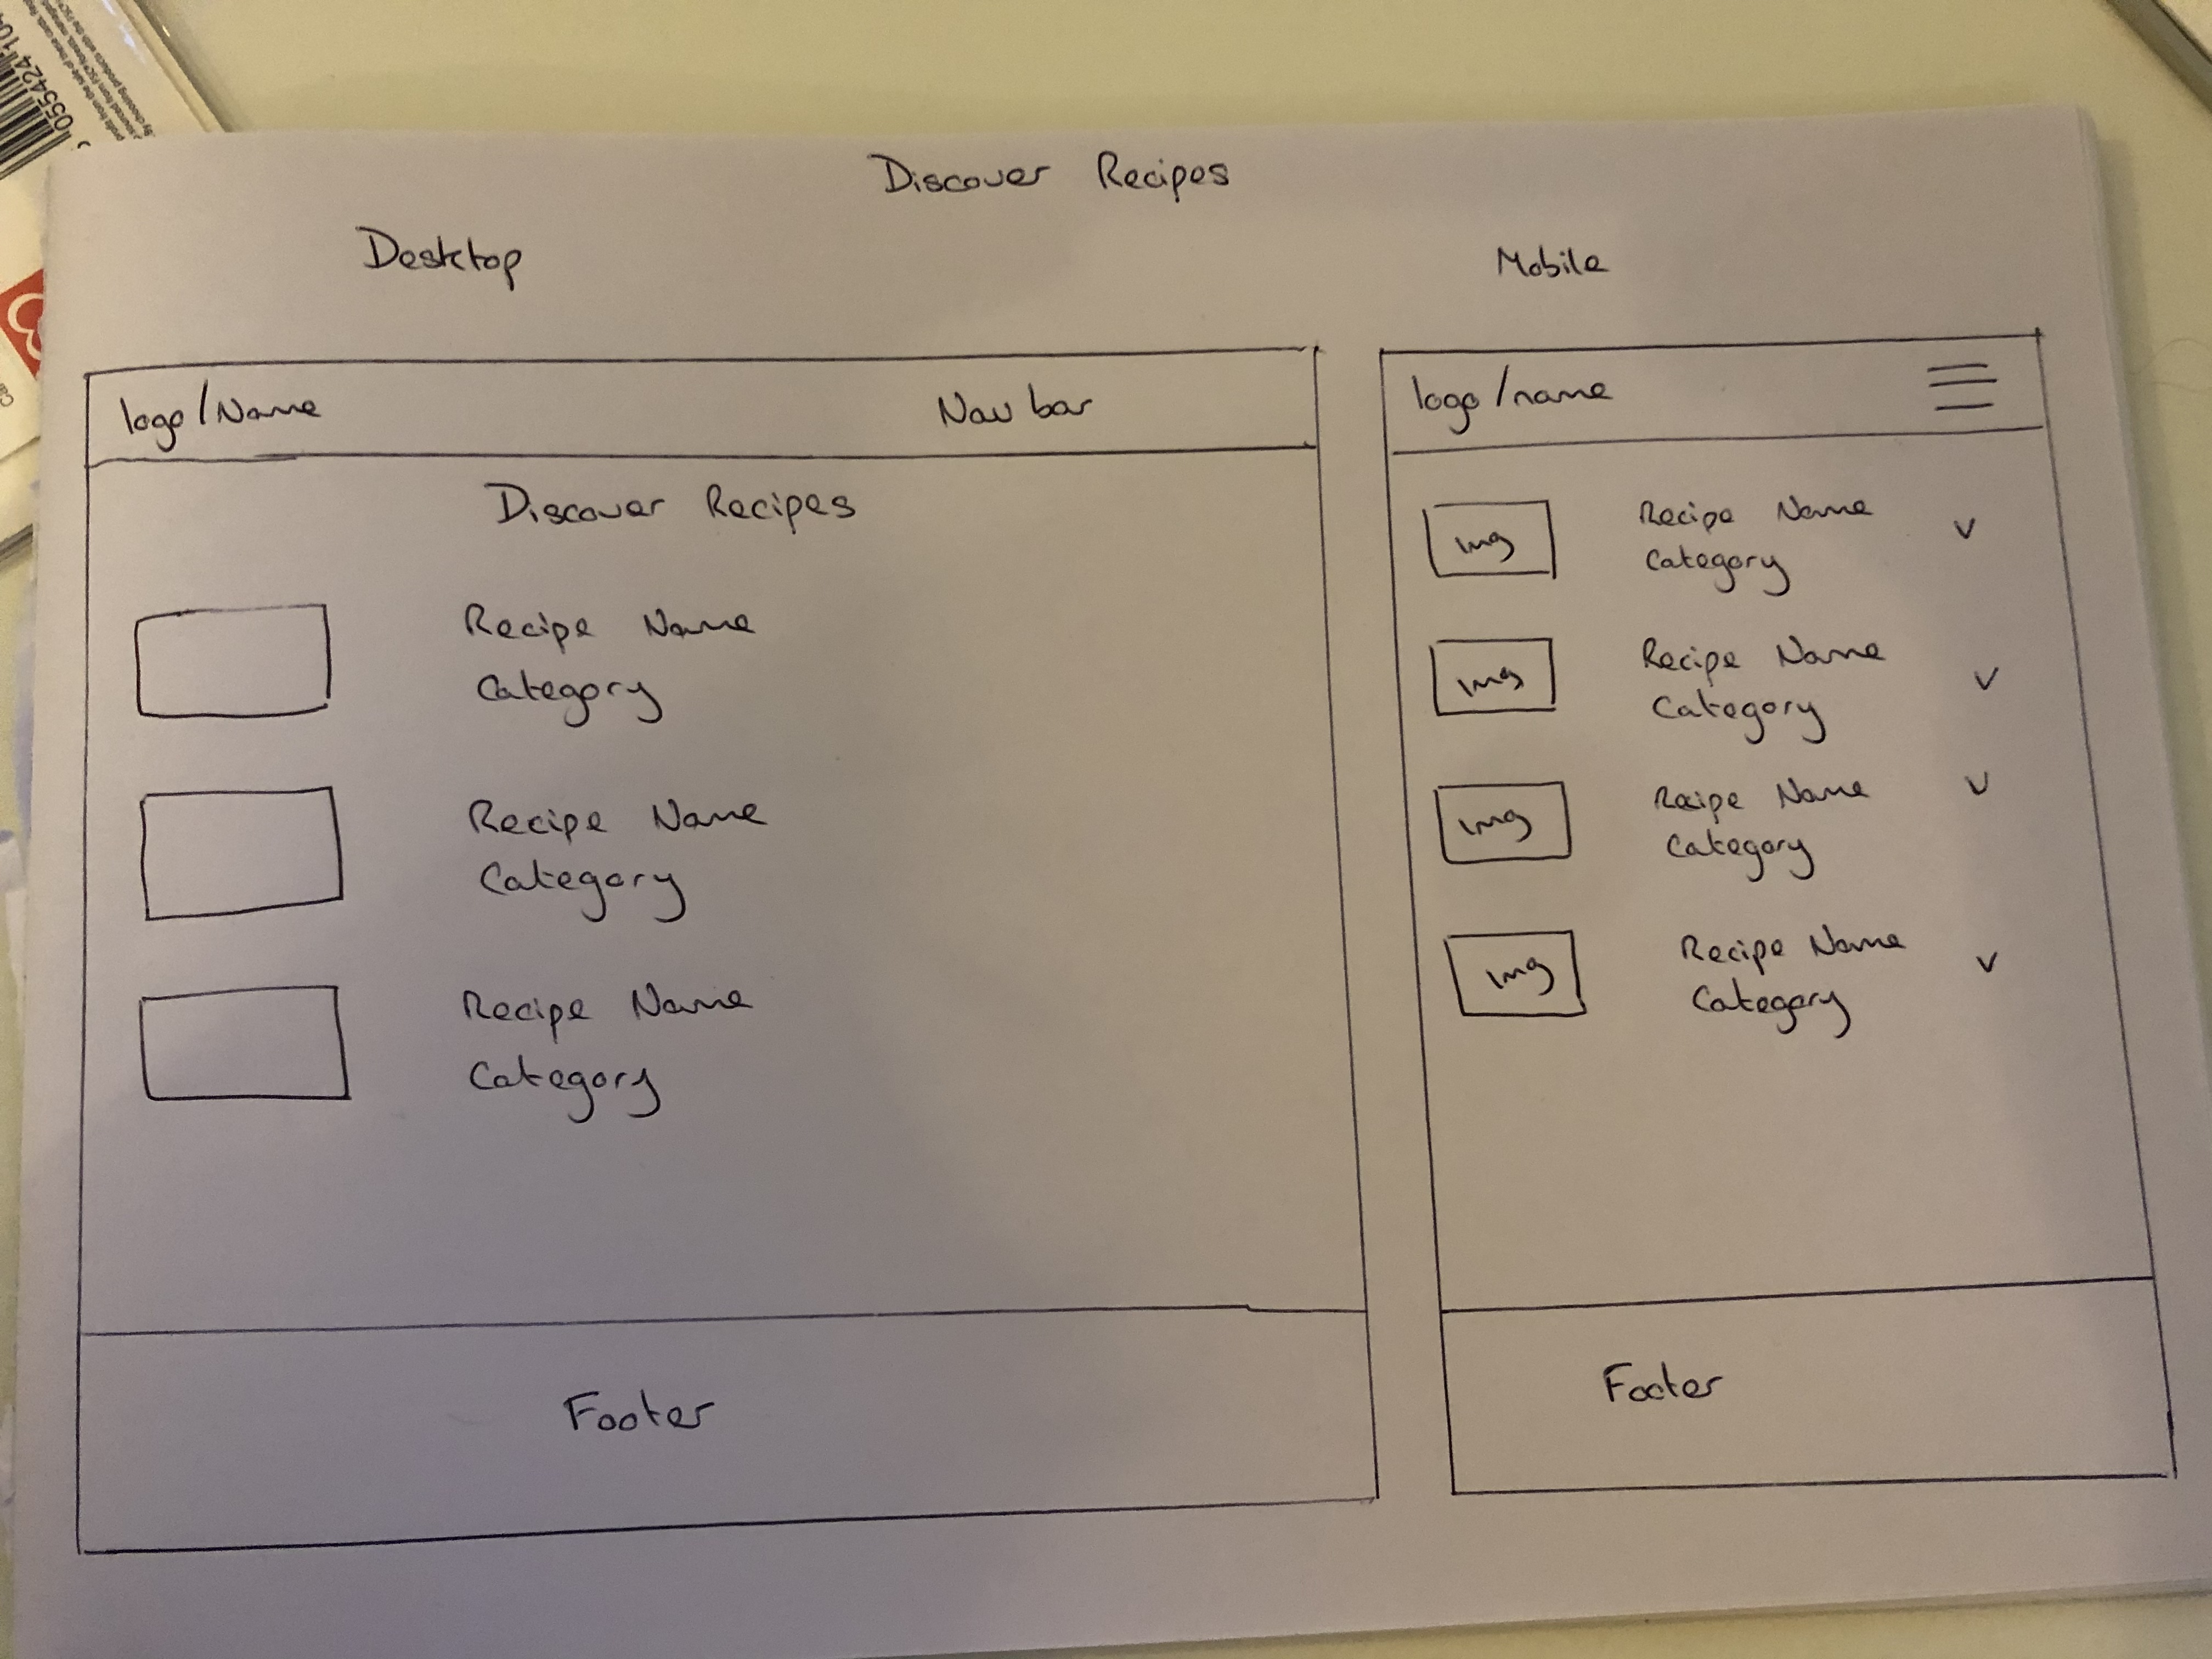 Discover Recipes
Desktop
Mobile
logo/Name
Nav bar
Discover Recipes
Recipe Name
Category
Recipe Name
Category
Recipe Name
Category
Footer
logo/name
img
Recipe Name
Category
img
Recipe Name
Category
img
Recipe Name
Category
img
Recipe Name
Category
Footer